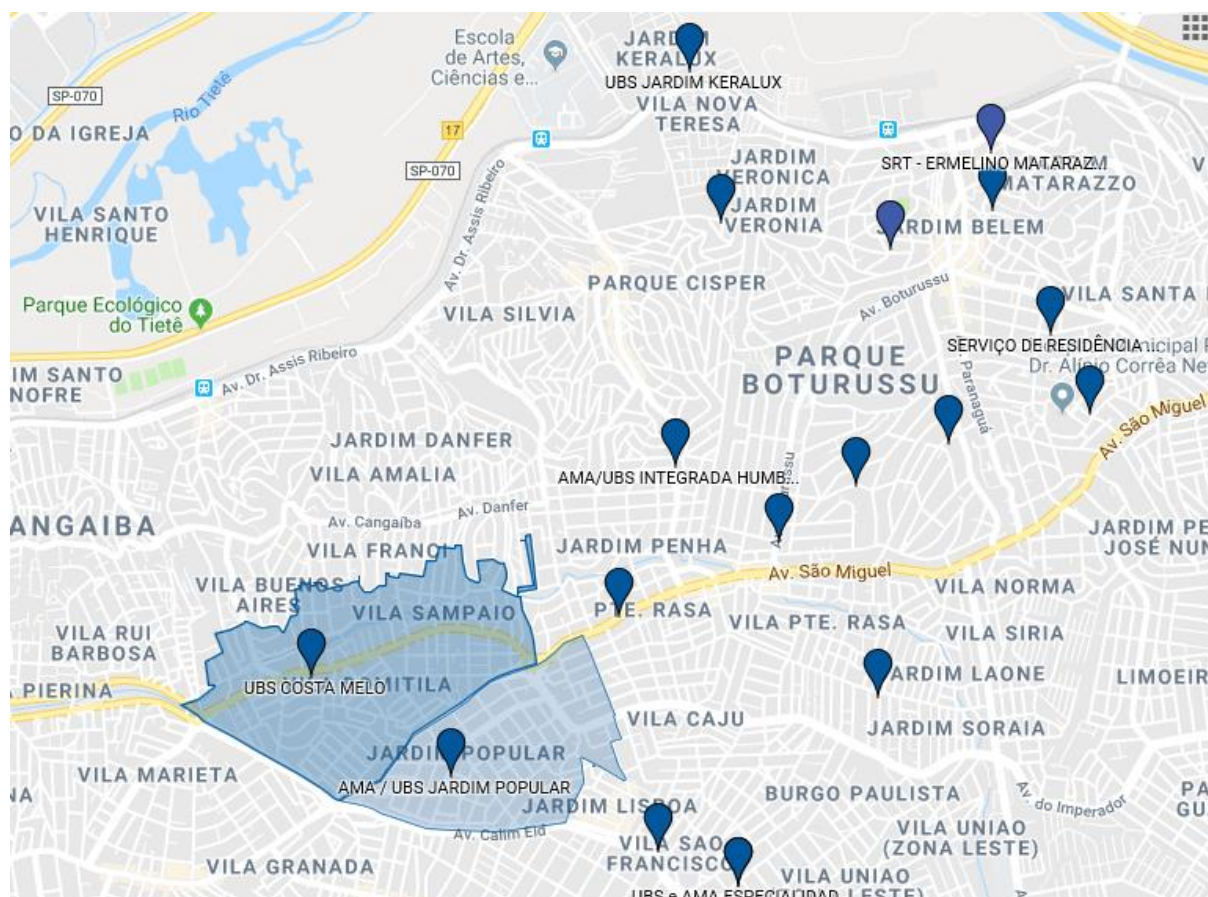 Escola
de Artes,
Ciências e...
JARDIM
KERALUX
UBS JARDIM KERALUX
VILA NOVA
TERESA
SP-070
Rio Tietê
O DA IGREJA
17
SP-070
JARDIM
VERONICA
SRT - ERMELINO MATARAZ...
MATARAZZO
VILA SANTO
HENRIQUE
JARDIM
VERONIA
JARDIM BELEM
Av. Dr. Assis Ribeiro
PARQUE CISPER
Parque Ecológico
do Tietê
VILA SILVIA
Av. Boturussu
VILA SANTA
SERVIÇO DE RESIDÊNCIA
Dr. Alípio Corrêa Ne
PARQUE
BOTURUSSU
Av. Dr. Assis Ribeiro
IM SANTO
NOFRE
Paranaguá
Av. São Miguel
JARDIM DANFER
VILA AMALIA
AMA/UBS INTEGRADA HUMB...
Av. Danfer
Av. Cangaíba
ANGAIBA
JARDIM PENHA
JARDIM PE
JOSÉ NUN
VILA FRANCI
Av. São Miguel
VILA BUENOS
AIRES
VILA NORMA
VILA SAMPAIO
PTE. RASA
VILA PTE. RASA
VILA SIRIA
VILA RUI
BARBOSA
JARDIM LAONE
LIMOEIR
A PIERINA
UBS COSTA MELO
VILA CAJU
JARDIM SORAIA
JARDIM POPULAR
AMA / UBS JARDIM POPULAR
VILA MARIETA
JARDIM LISBOA
BURGO PAULISTA
Av. do Imperador
NA
PA
GU
Av. Calim Eid
VILA SAO
FRANCISCO
VILA UNIAO
(ZONA LESTE)
VILA GRANADA
VILA UNIAO
LESTE)
UBS e AMA ESPECIALIDAD